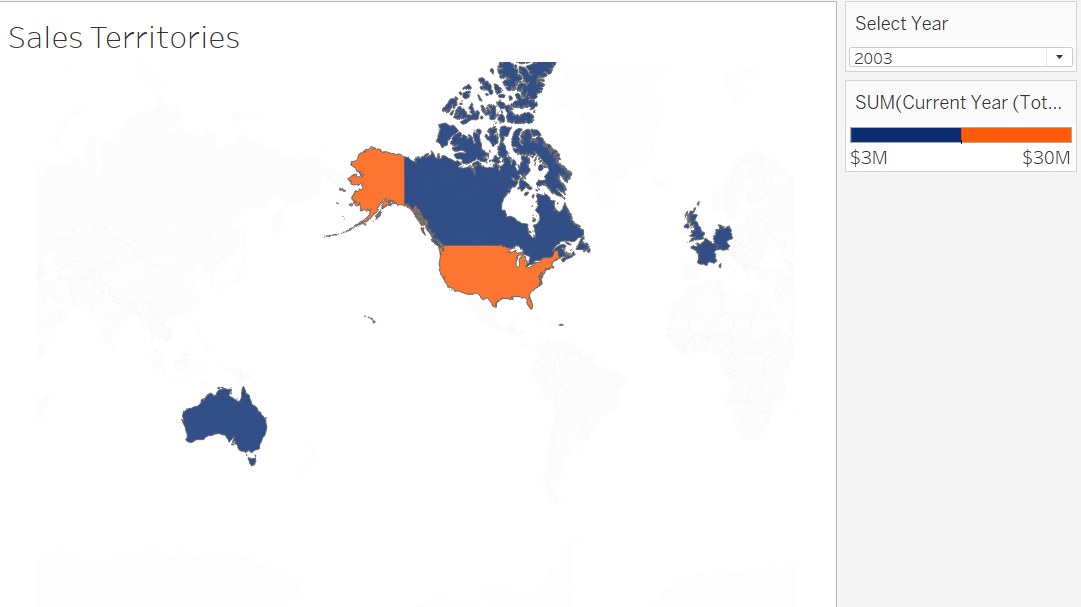 Sales Territories
Select Year
2003
SUM(Current Year (Tot...
$3M
$30M